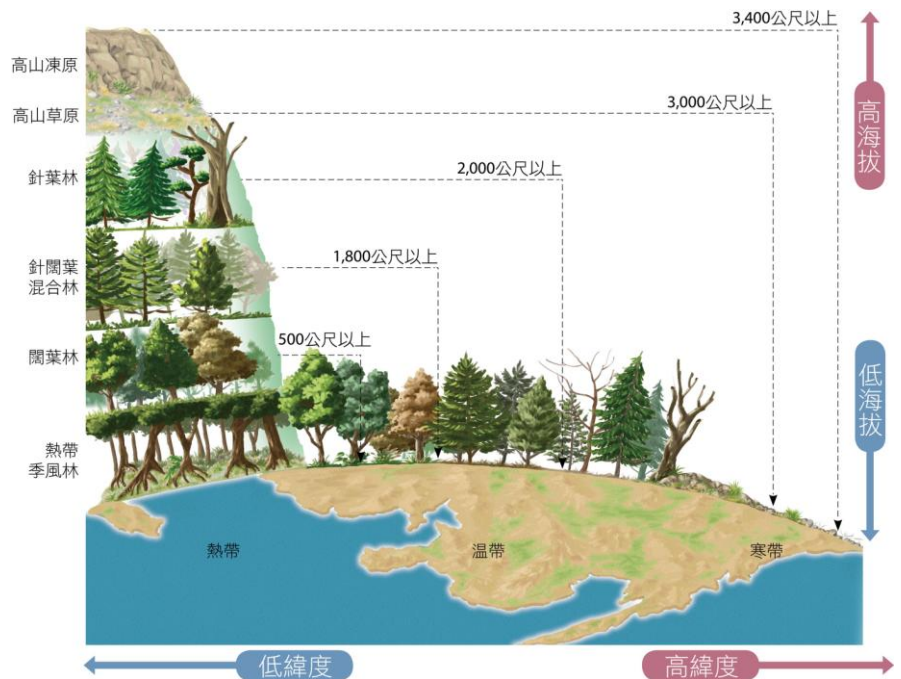 3,400公尺以上
高山凍原
高山草原
3,000公尺以上
高海拔
針葉林
2,000公尺以上
針闊葉
混合林
1,800公尺以上
闊葉林
500公尺以上
低海拔
熱帶
季風林
熱帶
温帶
寒帶
低緯度
高緯度